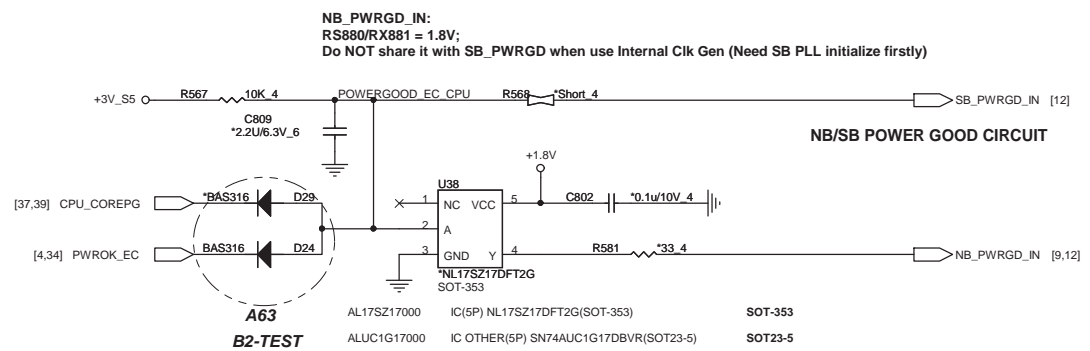 NB_PWRGD_IN:
RS880/RX881 = 1.8V;
Do NOT share it with SB_PWRGD when use Internal Clk Gen (Need SB PLL initialize firstly)
+3V_S5 R567 10K_4 POWERGOOD_EC_CPU R568 *Short_4 SB_PWRGD_IN [12]
C809
*2.2U/6.3V_6
NB/SB POWER GOOD CIRCUIT
+1.8V
U38
[37,39] CPU_COREPG *BAS316 D29 1 NC VCC 5 C802 *0.1u/10V_4
2 A
[4,34] PWROK_EC BAS316 D24 3 GND Y 4 R581 *33_4 NB_PWRGD_IN [9,12]
*NL17SZ17DFT2G
SOT-353
A63
B2-TEST
AL17SZ17000 IC(5P) NL17SZ17DFT2G(SOT-353) SOT-353
ALUC1G17000 IC OTHER(5P) SN74AUC1G17DBVR(SOT23-5) SOT23-5